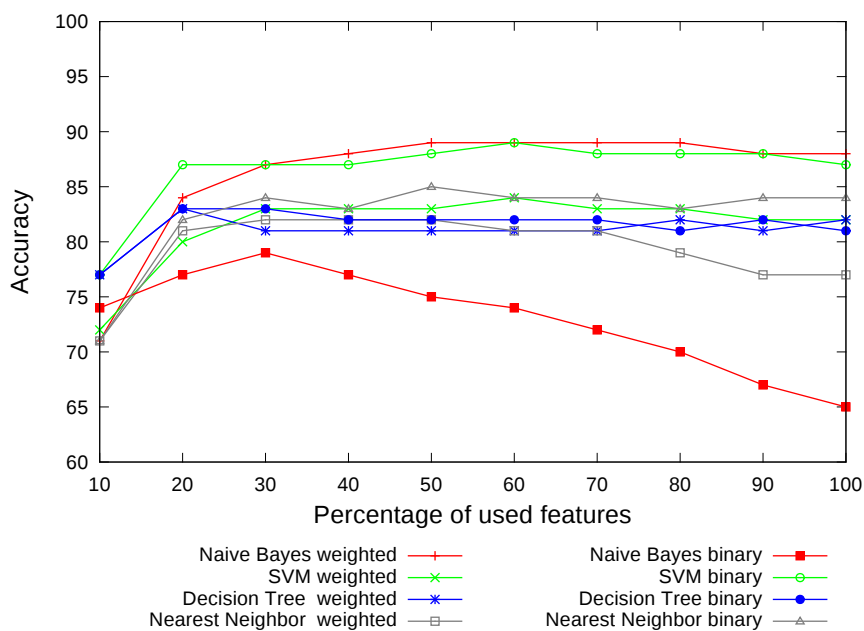 100
95
90
85
80
75
70
65
60
Accuracy
10 20 30 40 50 60 70 80 90 100
Percentage of used features
Naive Bayes weighted Naive Bayes binary
SVM weighted SVM binary
Decision Tree weighted Decision Tree binary
Nearest Neighbor weighted Nearest Neighbor binary